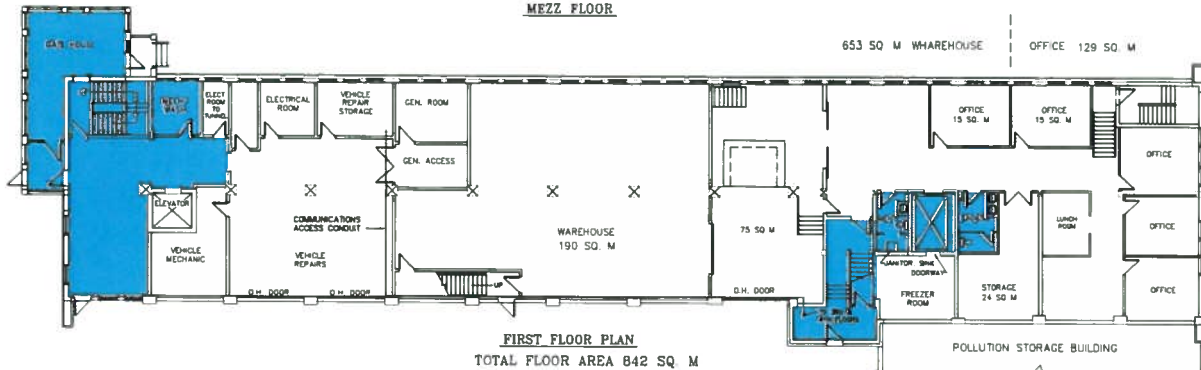 MEZZ FLOOR
653 SQ M WHAREHOUSE
OFFICE 129 SQ. M
GATE HOUSE
ELECT
ROOM
TO
TUNNEL
ELECTRICAL
ROOM
VEHICLE
REPAIR
STORAGE
GEN. ROOM
OFFICE
15 SQ. M
OFFICE
15 SQ. M
GEN. ACCESS
OFFICE
ELEVATOR
COMMUNICATIONS
ACCESS CONDUIT
WAREHOUSE
190 SQ. M
75 SQ M
LUNCH
ROOM
OFFICE
VEHICLE
MECHANIC
VEHICLE
REPAIRS
JANITOR SINK
DOORWAY
UP
O.H. DOOR
O.H. DOOR
O.H. DOOR
FREEZER
ROOM
STORAGE
24 SQ M
OFFICE
FIRST FLOOR PLAN
TOTAL FLOOR AREA 842 SQ. M
POLLUTION STORAGE BUILDING